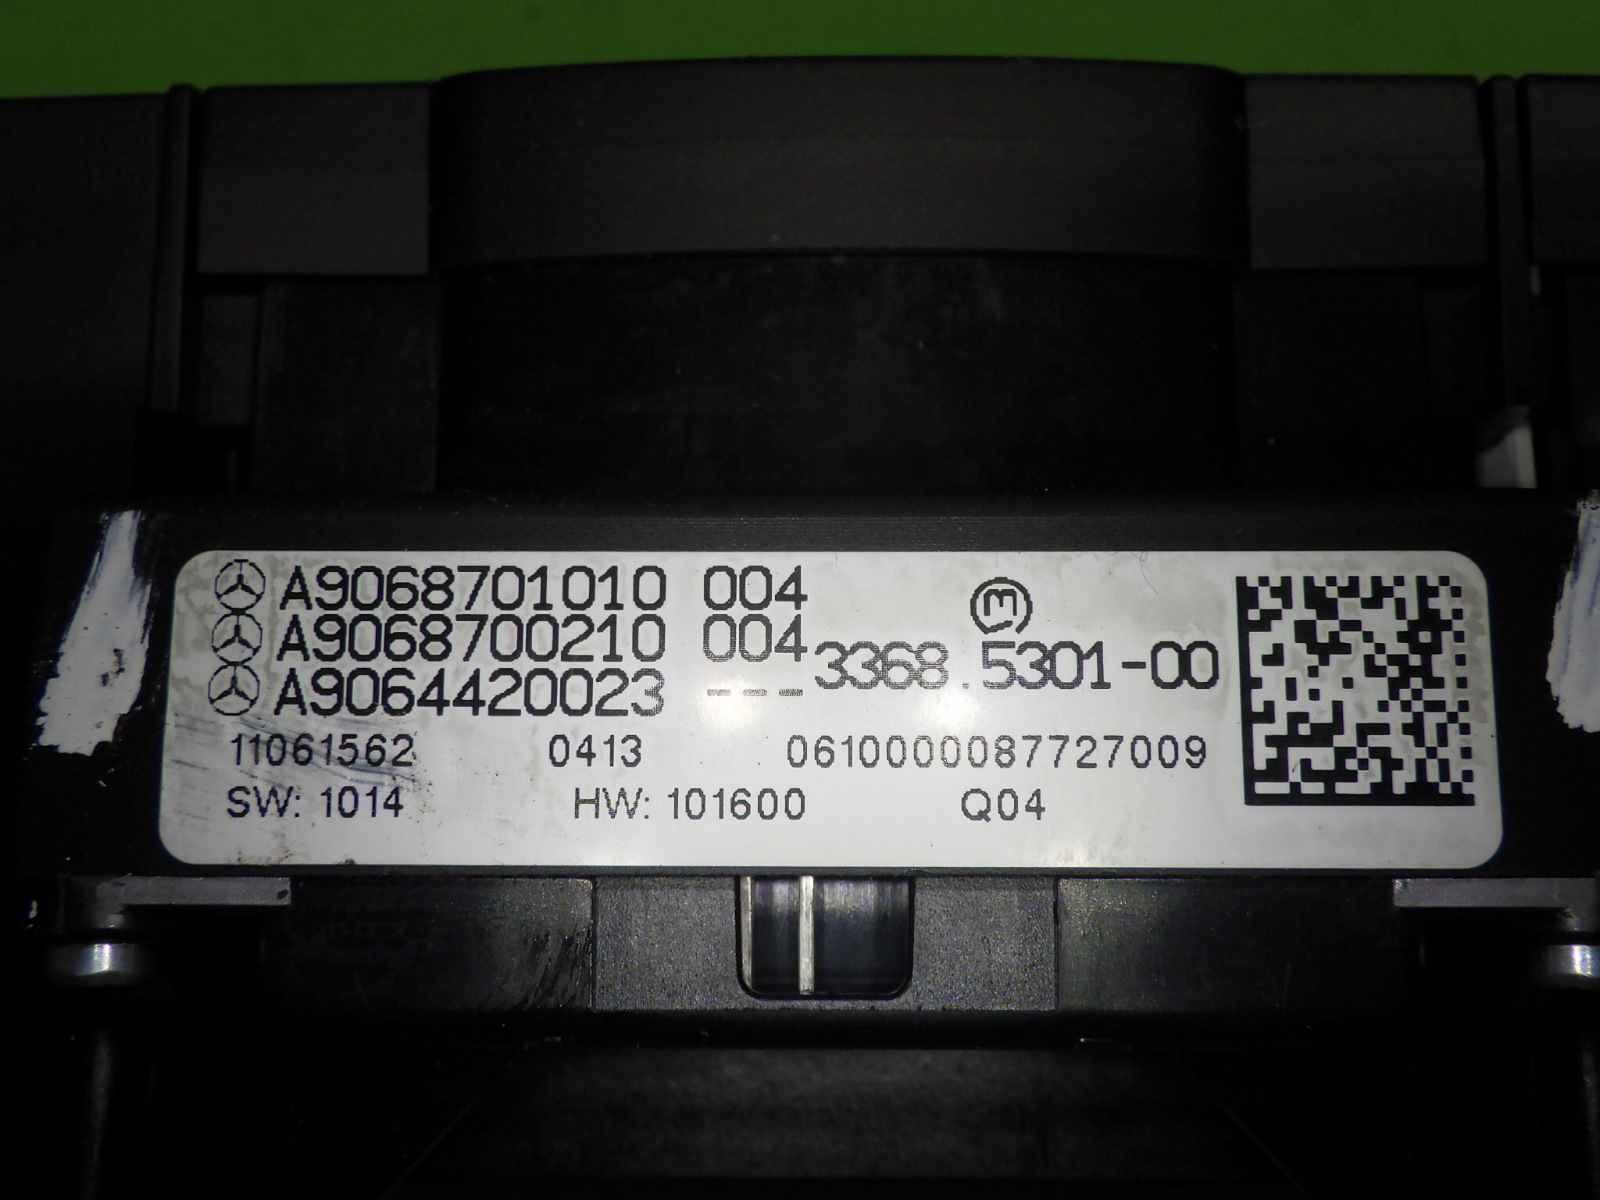 A9068701010 004
A9068700210 004
3368.5301-00
A9064420023 ---
11061562 0413 0610000087727009
SW: 1014 HW: 101600 Q04